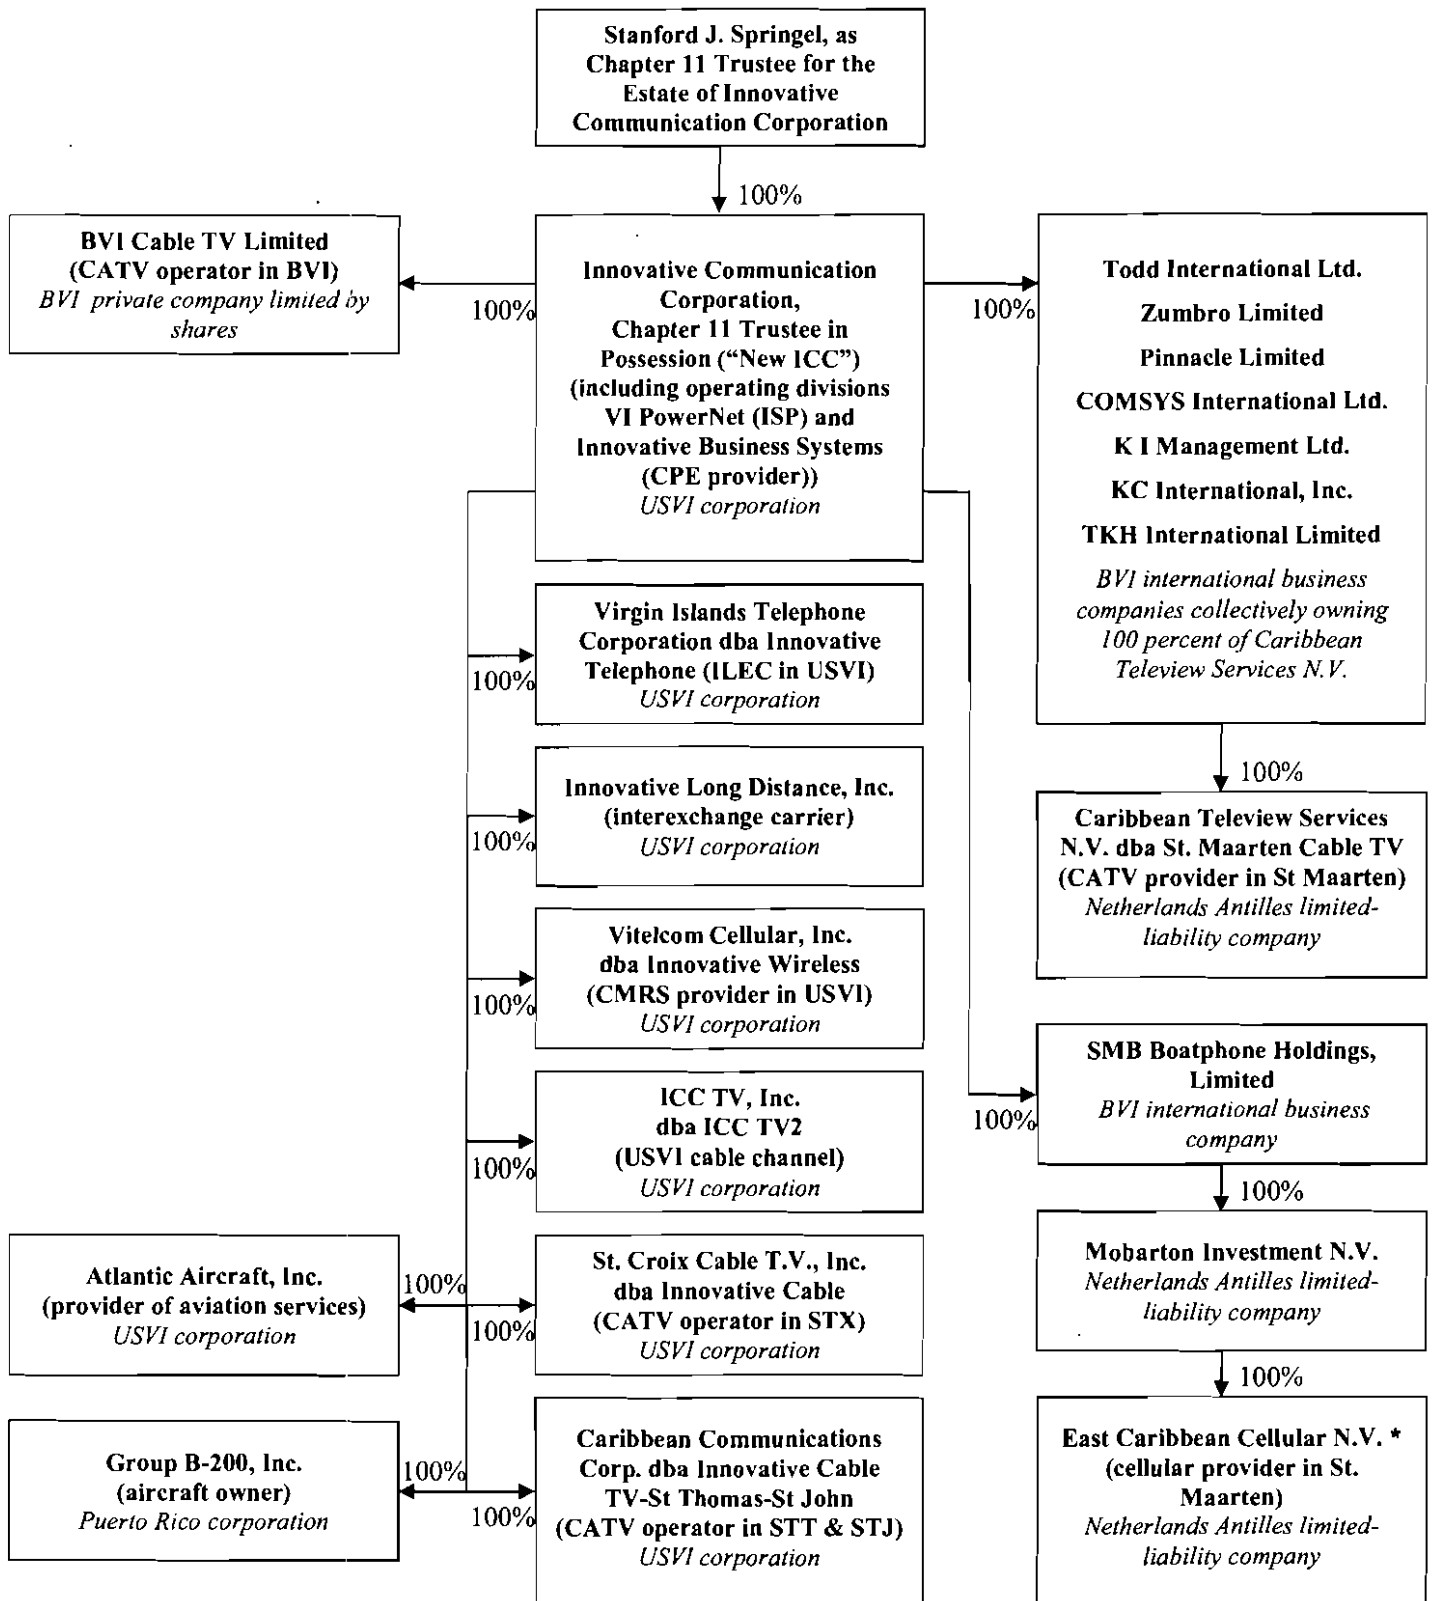 Stanford J. Springel, as
Chapter 11 Trustee for the
Estate of Innovative
Communication Corporation
100%
BVI Cable TV Limited
(CATV operator in BVI)
BVI private company limited by
shares
100%
Innovative Communication
Corporation,
Chapter 11 Trustee in
Possession (“New ICC”)
(including operating divisions
VI PowerNet (ISP) and
Innovative Business Systems
(CPE provider))
USVI corporation
100%
Todd International Ltd.
Zumbro Limited
Pinnacle Limited
COMSYS International Ltd.
K I Management Ltd.
KC International, Inc.
TKH International Limited
BVI international business
companies collectively owning
100 percent of Caribbean
Teleview Services N.V.
100%
Virgin Islands Telephone
Corporation dba Innovative
Telephone (ILEC in USVI)
USVI corporation
100%
Innovative Long Distance, Inc.
(interexchange carrier)
USVI corporation
100%
Caribbean Teleview Services
N.V. dba St. Maarten Cable TV
(CATV provider in St Maarten)
Netherlands Antilles limited-
liability company
100%
Vitelcom Cellular, Inc.
dba Innovative Wireless
(CMRS provider in USVI)
USVI corporation
100%
SMB Boatphone Holdings,
Limited
BVI international business
company
100%
ICC TV, Inc.
dba ICC TV2
(USVI cable channel)
USVI corporation
100%
Mobarton Investment N.V.
Netherlands Antilles limited-
liability company
Atlantic Aircraft, Inc.
(provider of aviation services)
USVI corporation
100%
100%
St. Croix Cable T.V., Inc.
dba Innovative Cable
(CATV operator in STX)
USVI corporation
100%
Group B-200, Inc.
(aircraft owner)
Puerto Rico corporation
100%
100%
Caribbean Communications
Corp. dba Innovative Cable
TV-St Thomas-St John
(CATV operator in STT & STJ)
USVI corporation
East Caribbean Cellular N.V. *
(cellular provider in St.
Maarten)
Netherlands Antilles limited-
liability company